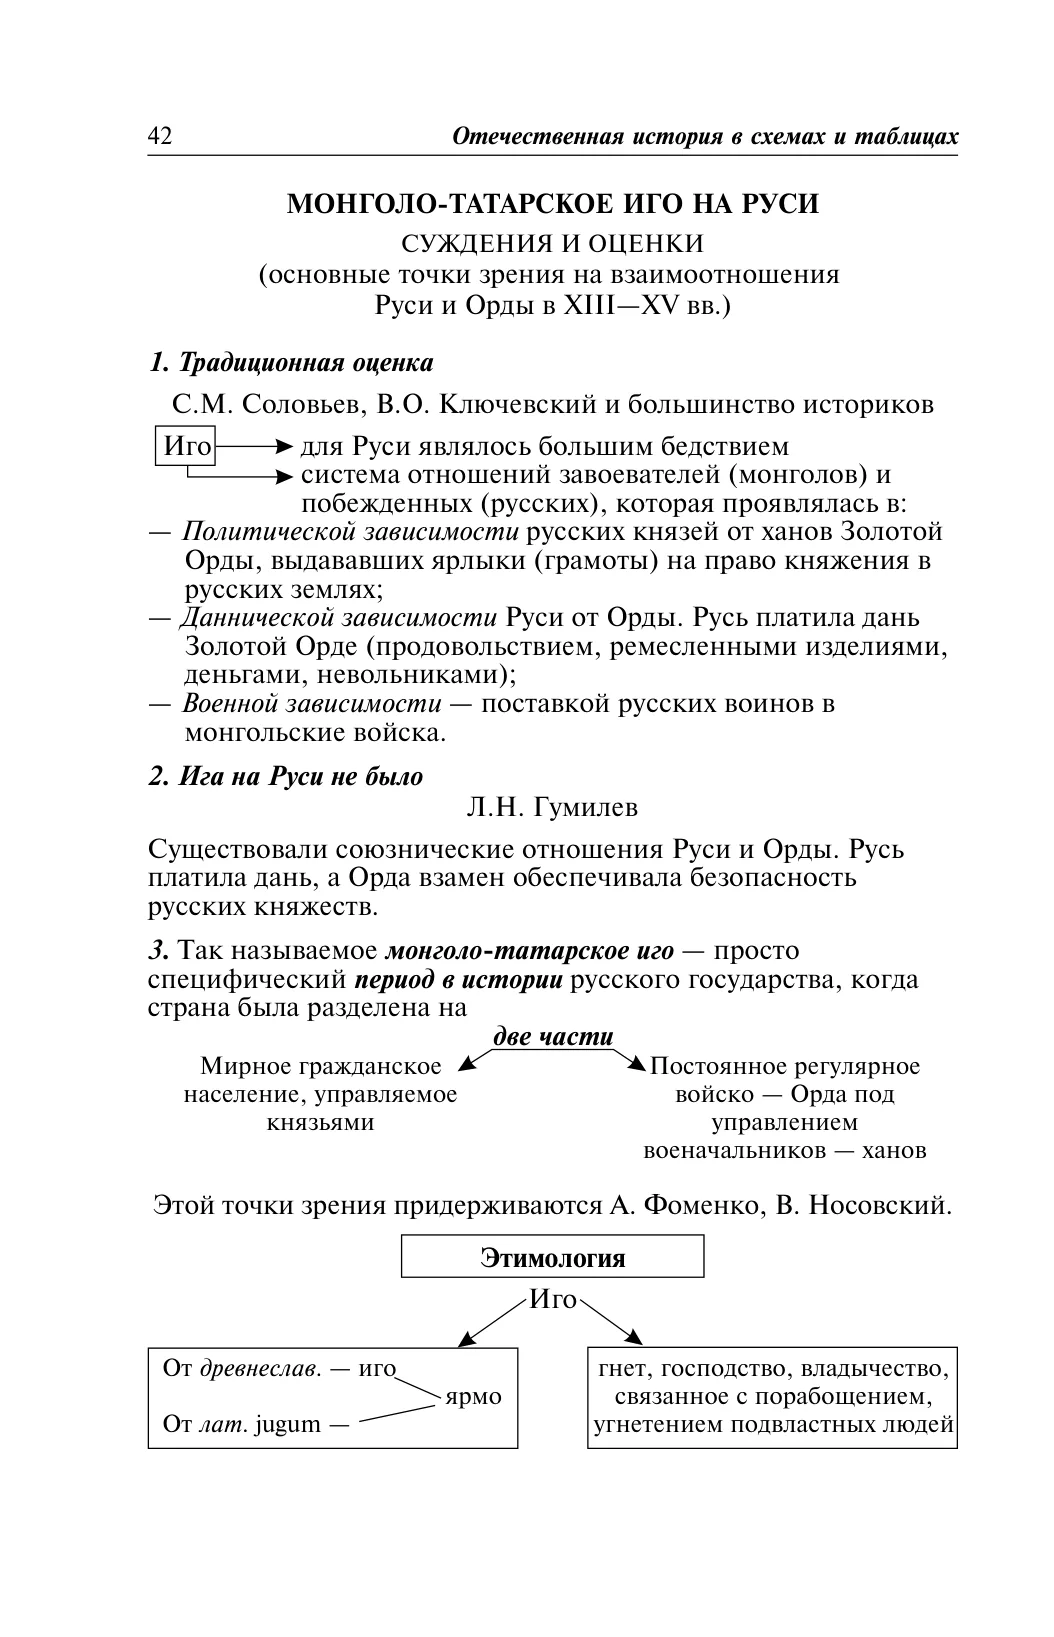 42
Отечественная история в схемах и таблицах
МОНГОЛО-ТАТАРСКОЕ ИГО НА РУСИ
СУЖДЕНИЯ И ОЦЕНКИ
(основные точки зрения на взаимоотношения
Руси и Орды в XIII—XV вв.)
1. Традиционная оценка
С.М. Соловьев, В.О. Ключевский и большинство историков
Иго
для Руси являлось большим бедствием
система отношений завоевателей (монголов) и
побежденных (русских), которая проявлялась в:
— Политической зависимости русских князей от ханов Золотой
Орды, выдававших ярлыки (грамоты) на право княжения в
русских землях;
— Даннической зависимости Руси от Орды. Русь платила дань
Золотой Орде (продовольствием, ремесленными изделиями,
деньгами, невольниками);
— Военной зависимости — поставкой русских воинов в
монгольские войска.
2. Ига на Руси не было
Л.Н. Гумилев
Существовали союзнические отношения Руси и Орды. Русь
платила дань, а Орда взамен обеспечивала безопасность
русских княжеств.
3. Так называемое монголо-татарское иго — просто
специфический период в истории русского государства, когда
страна была разделена на
две части
Мирное гражданское
население, управляемое
князьями
Постоянное регулярное
войско — Орда под
управлением
военачальников — ханов
Этой точки зрения придерживаются А. Фоменко, В. Носовский.
Этимология
Иго
От древнеслав. — иго
ярмо
От лат. jugum —
гнет, господство, владычество,
связанное с порабощением,
угнетением подвластных людей